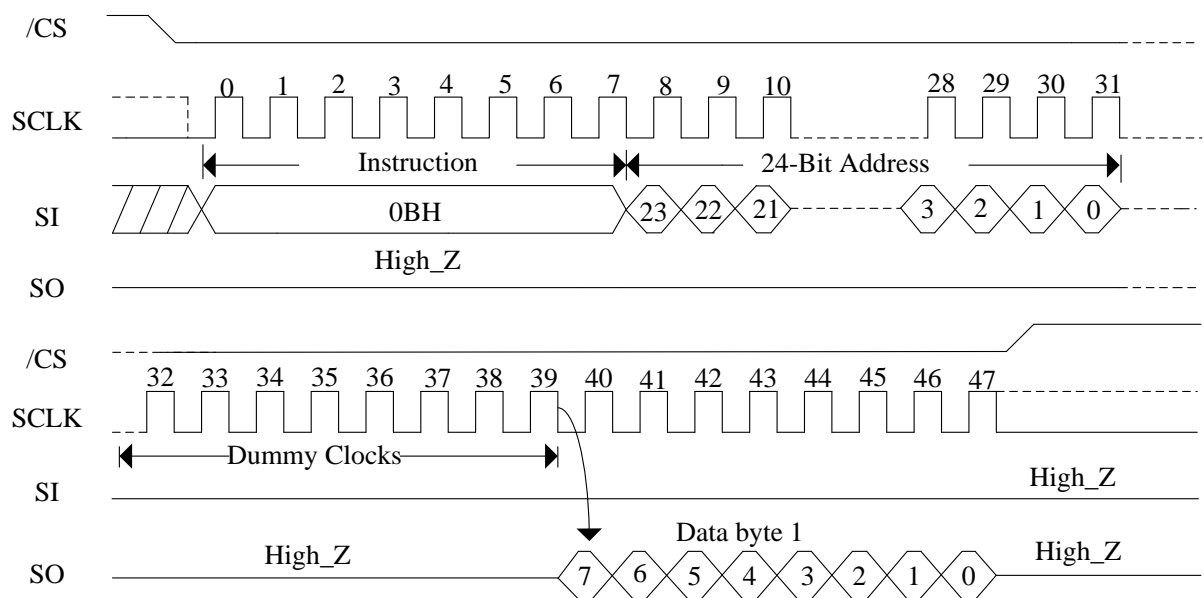 /CS
0 1 2 3 4 5 6 7 8 9 10 28 29 30 31
SCLK
Instruction 24-Bit Address
SI 0BH 23 22 21 3 2 1 0
High_Z
SO
/CS
32 33 34 35 36 37 38 39 40 41 42 43 44 45 46 47
SCLK
Dummy Clocks
SI High_Z
Data byte 1
High_Z High_Z
SO 7 6 5 4 3 2 1 0